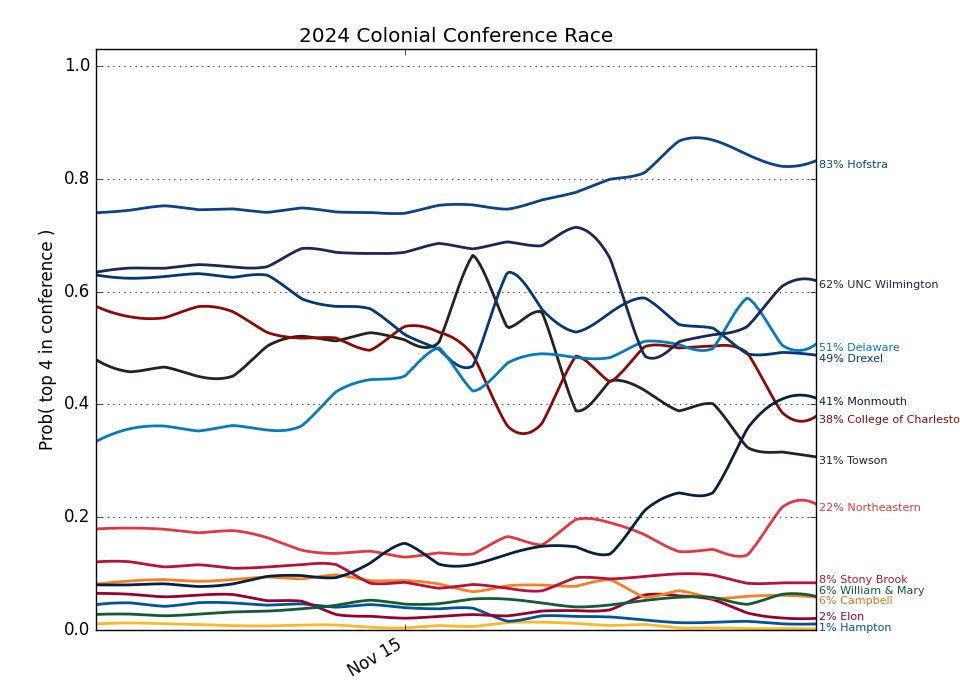 2024 Colonial Conference Race
Prob( top 4 in conference )
1.0
0.8
0.6
0.4
0.2
0.0
Nov 15
83% Hofstra
62% UNC Wilmington
51% Delaware
49% Drexel
41% Monmouth
38% College of Charlesto
31% Towson
22% Northeastern
8% Stony Brook
6% William & Mary
6% Campbell
2% Elon
1% Hampton